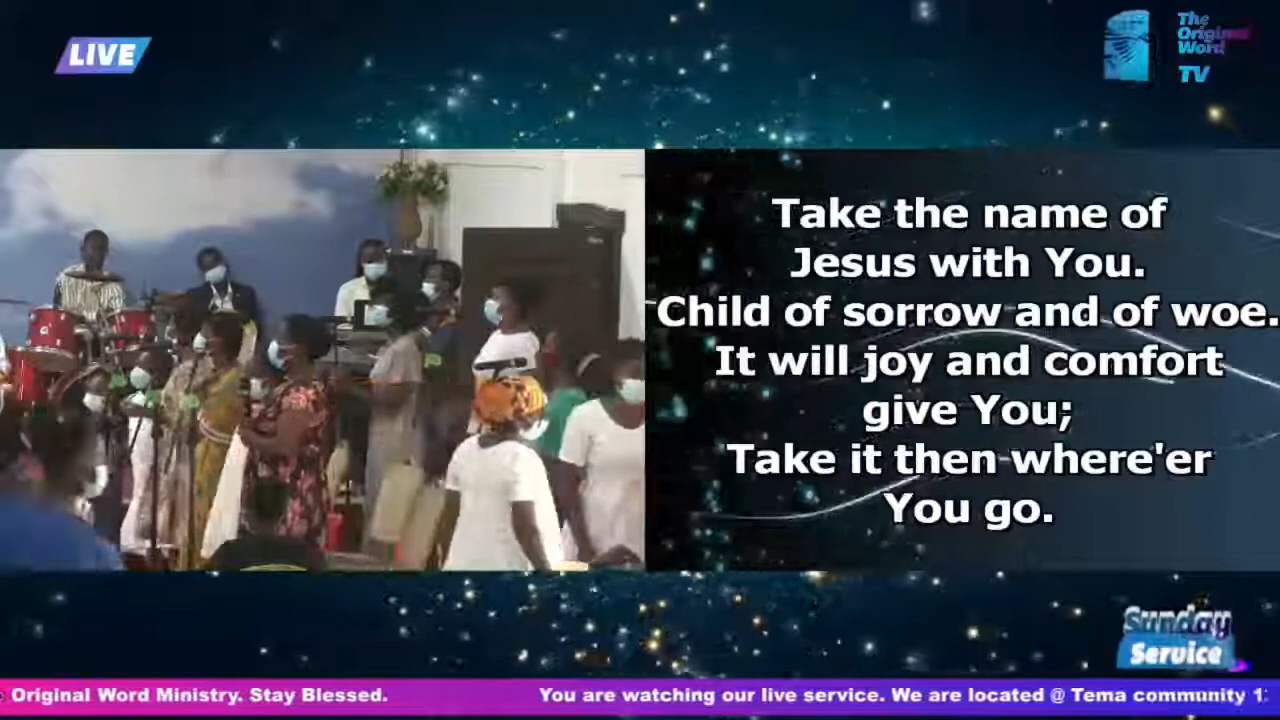 LIVE
The
Original
Word
TV
Take the name of
Jesus with You.
Child of sorrow and of woe.
It will joy and comfort
give You;
Take it then where'er
You go.
Sunday
Service
Original Word Ministry. Stay Blessed. You are watching our live service. We are located @ Tema community 1